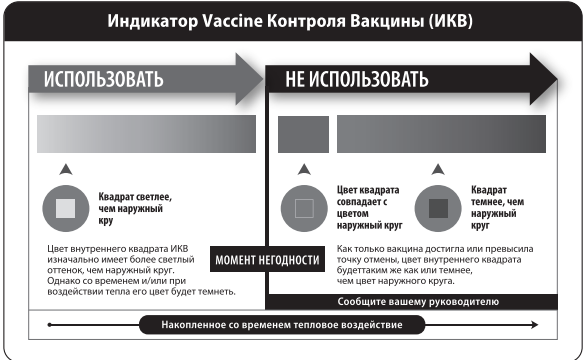 Индикатор Vaccine Контроля Вакцины (ИКВ)
ИСПОЛЬЗОВАТЬ
НЕ ИСПОЛЬЗОВАТЬ
Квадрат светлее,
чем наружный
кру
Цвет квадрата
совпадает с
цветом
наружный круг
Квадрат
темнее, чем
наружный
круг
Цвет внутреннего квадрата ИКВ
изначально имеет более светлый
оттенок, чем наружный круг.
Однако со временем и/или при
воздействии тепла его цвет будет темнеть.
МОМЕНТ НЕГОДНОСТИ
Как только вакцина достигла или превысила
точку отмены, цвет внутреннего квадрата
будеттаким же как или темнее,
чем цвет наружного круга.
Сообщите вашему руководителю
Накопленное со временем тепловое воздействие